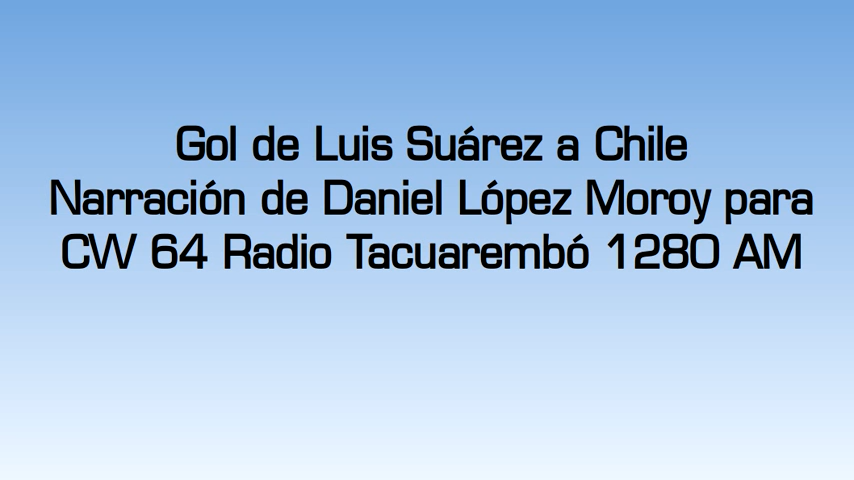 Gol de Luis Suárez a Chile
Narración de Daniel López Moroy para
CW 64 Radio Tacuarembó 1280 AM